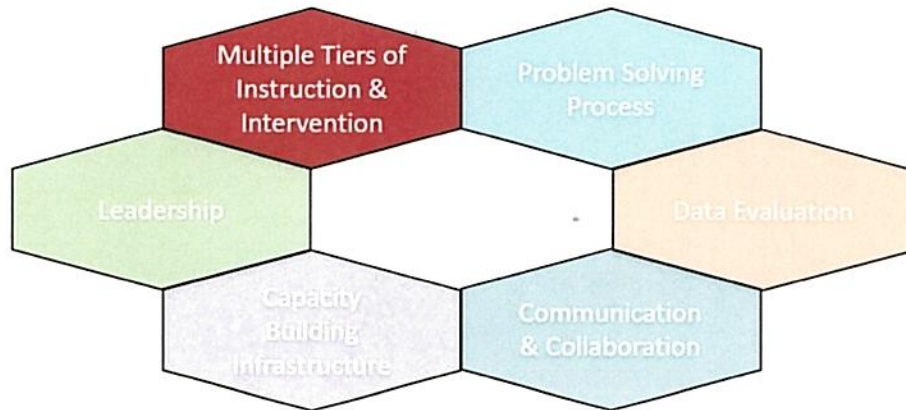 Multiple Tiers of
Instruction &
Intervention
Problem Solving
Process
Leadership
Data Evaluation
Capacity
Building
Infrastructure
Communication
& Collaboration